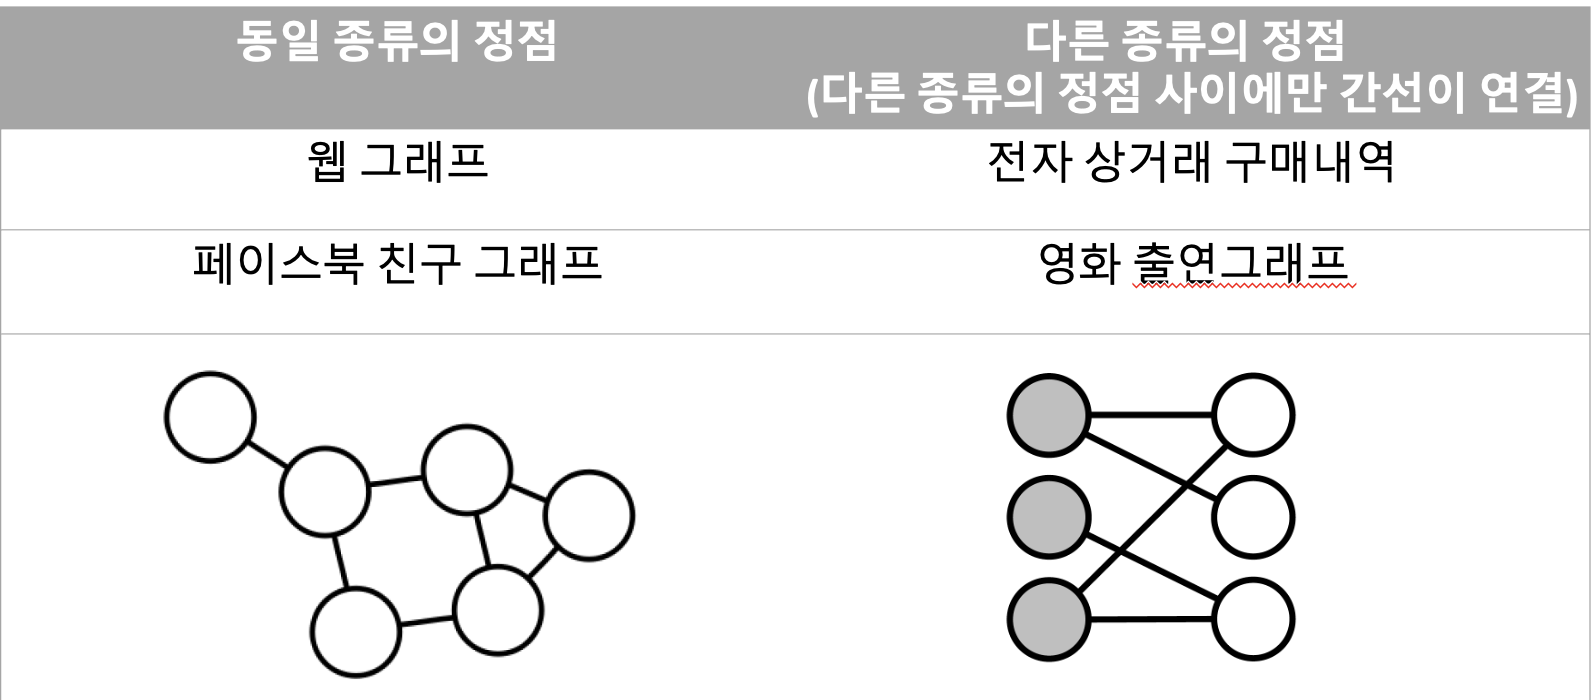 동일 종류의 정점
다른 종류의 정점
(다른 종류의 정점 사이에만 간선이 연결)
웹 그래프
전자 상거래 구매내역
페이스북 친구 그래프
영화 출연그래프